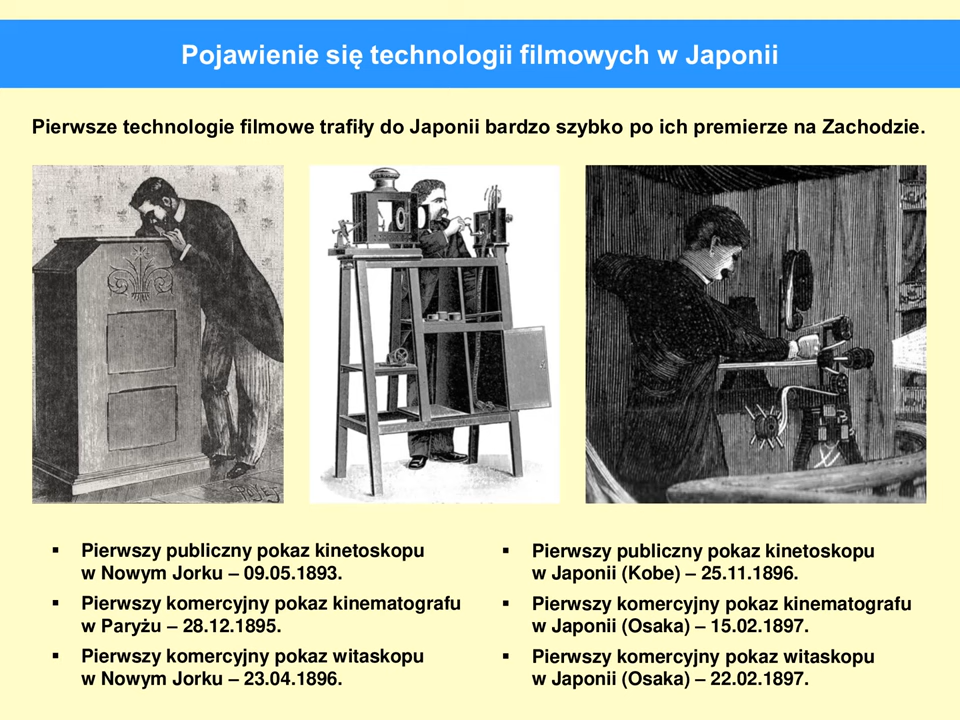 Pojawienie się technologii filmowych w Japonii
Pierwsze technologie filmowe trafiły do Japonii bardzo szybko po ich premierze na Zachodzie.
▪ Pierwszy publiczny pokaz kinetoskopu
w Nowym Jorku – 09.05.1893.
▪ Pierwszy komercyjny pokaz kinematografu
w Paryżu – 28.12.1895.
▪ Pierwszy komercyjny pokaz witaskopu
w Nowym Jorku – 23.04.1896.
▪ Pierwszy publiczny pokaz kinetoskopu
w Japonii (Kobe) – 25.11.1896.
▪ Pierwszy komercyjny pokaz kinematografu
w Japonii (Osaka) – 15.02.1897.
▪ Pierwszy komercyjny pokaz witaskopu
w Japonii (Osaka) – 22.02.1897.